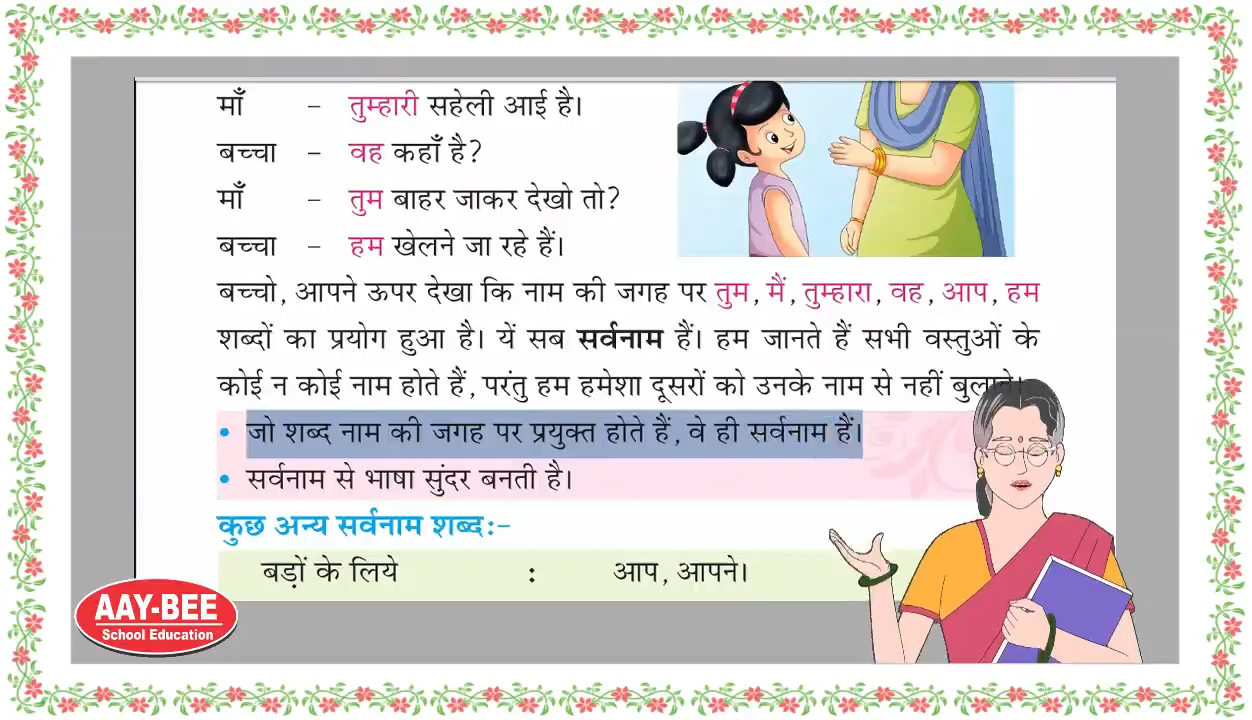 माँ – तुम्हारी सहेली आई है।
बच्चा – वह कहाँ है?
माँ – तुम बाहर जाकर देखो तो?
बच्चा – हम खेलने जा रहे हैं।
बच्चो, आपने ऊपर देखा कि नाम की जगह पर तुम, मैं, तुम्हारा, वह, आप, हम
शब्दों का प्रयोग हुआ है। यें सब सर्वनाम हैं। हम जानते हैं सभी वस्तुओं के
कोई न कोई नाम होते हैं, परंतु हम हमेशा दूसरों को उनके नाम से नहीं बुलाते।
• जो शब्द नाम की जगह पर प्रयुक्त होते हैं, वे ही सर्वनाम हैं।
• सर्वनाम से भाषा सुंदर बनती है।
कुछ अन्य सर्वनाम शब्द:-
बड़ों के लिये : आप, आपने।
AAY-BEE
School Education